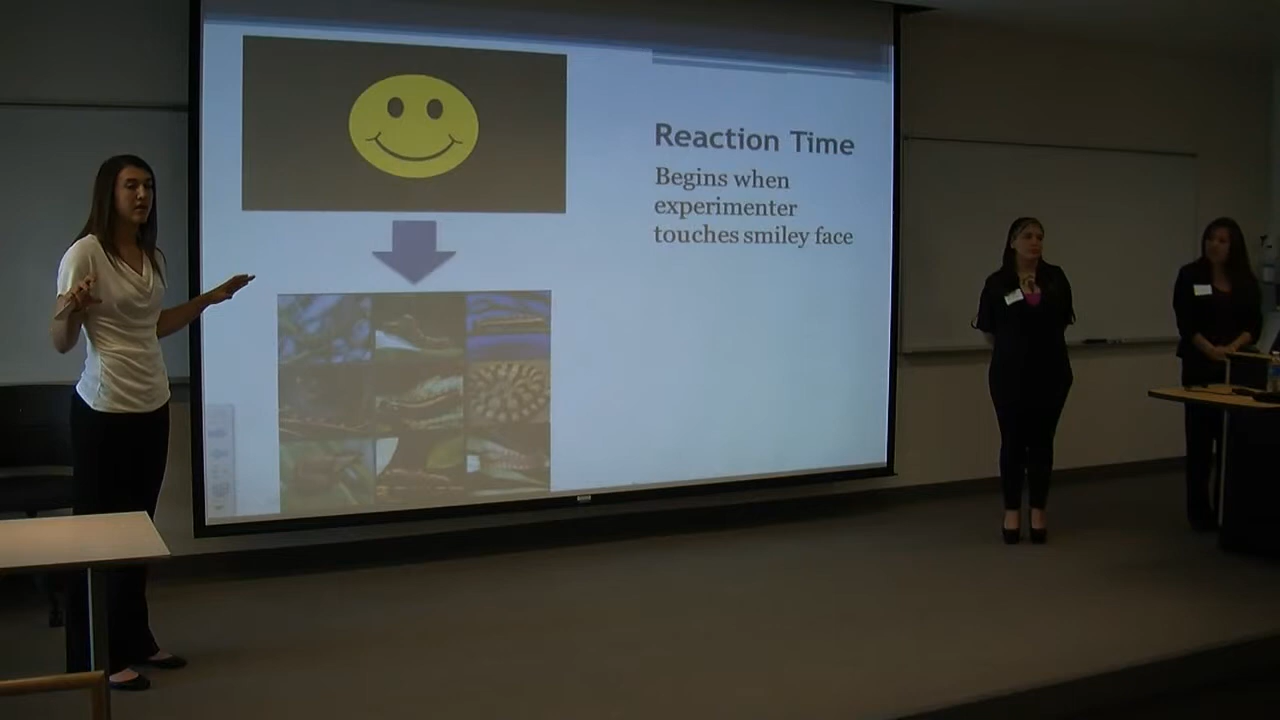 Reaction Time
Begins when
experimenter
touches smiley face